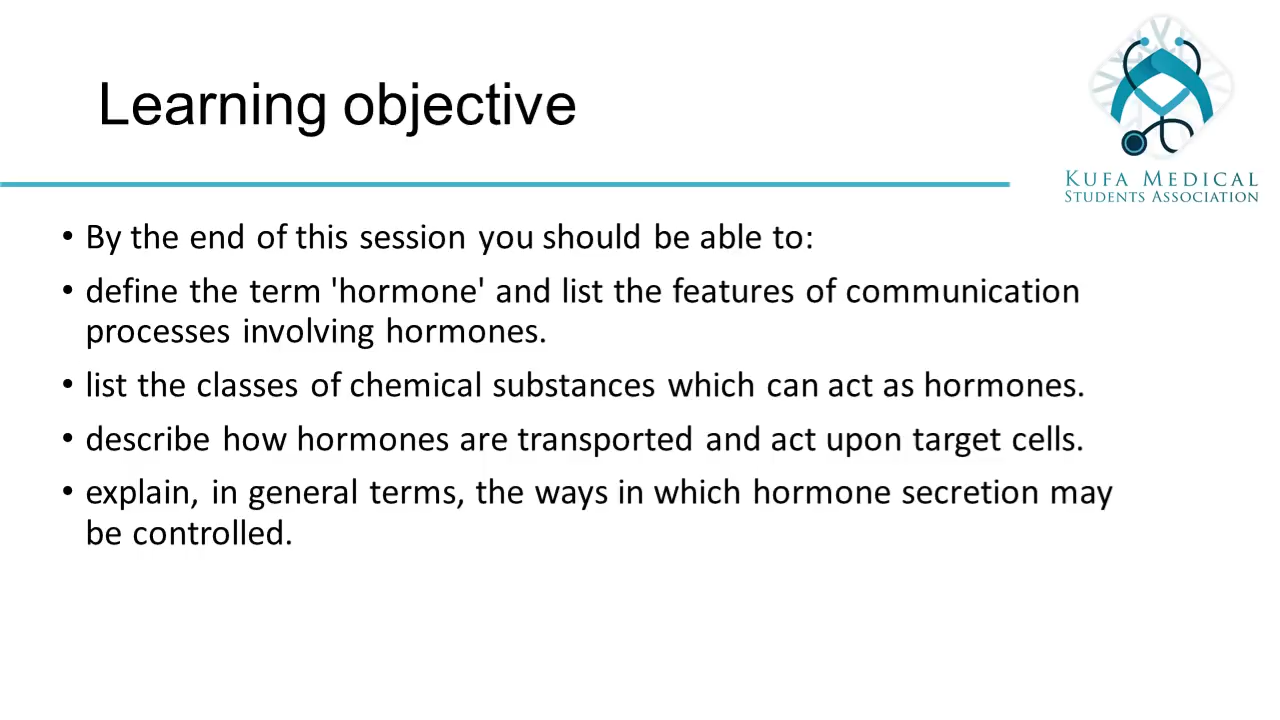 Learning objective
KUFA MEDICAL
STUDENTS ASSOCIATION
• By the end of this session you should be able to:
• define the term 'hormone' and list the features of communication
processes involving hormones.
• list the classes of chemical substances which can act as hormones.
• describe how hormones are transported and act upon target cells.
• explain, in general terms, the ways in which hormone secretion may
be controlled.